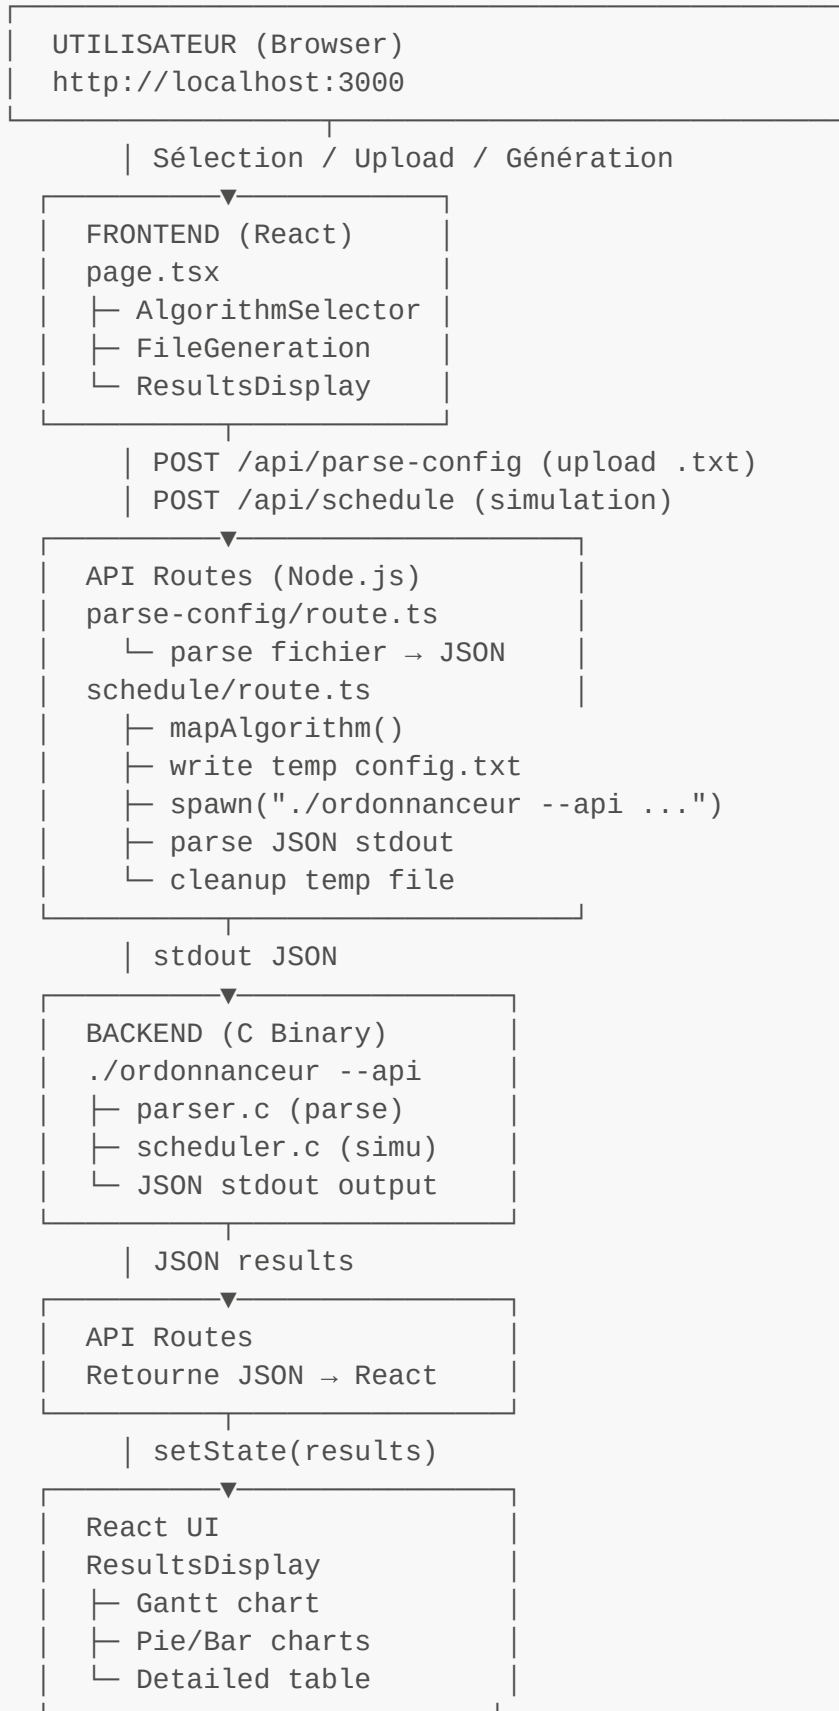 UTILISATEUR (Browser)
http://localhost:3000
│ Sélection / Upload / Génération
FRONTEND (React)
page.tsx
├─ AlgorithmSelector
├─ FileGeneration
└─ ResultsDisplay
│ POST /api/parse-config (upload .txt)
│ POST /api/schedule (simulation)
API Routes (Node.js)
parse-config/route.ts
└─ parse fichier → JSON
schedule/route.ts
├─ mapAlgorithm()
├─ write temp config.txt
├─ spawn("./ordonnanceur --api ...")
├─ parse JSON stdout
└─ cleanup temp file
│ stdout JSON
BACKEND (C Binary)
./ordonnanceur --api
├─ parser.c (parse)
├─ scheduler.c (simu)
└─ JSON stdout output
│ JSON results
API Routes
Retourne JSON → React
│ setState(results)
React UI
ResultsDisplay
├─ Gantt chart
├─ Pie/Bar charts
└─ Detailed table